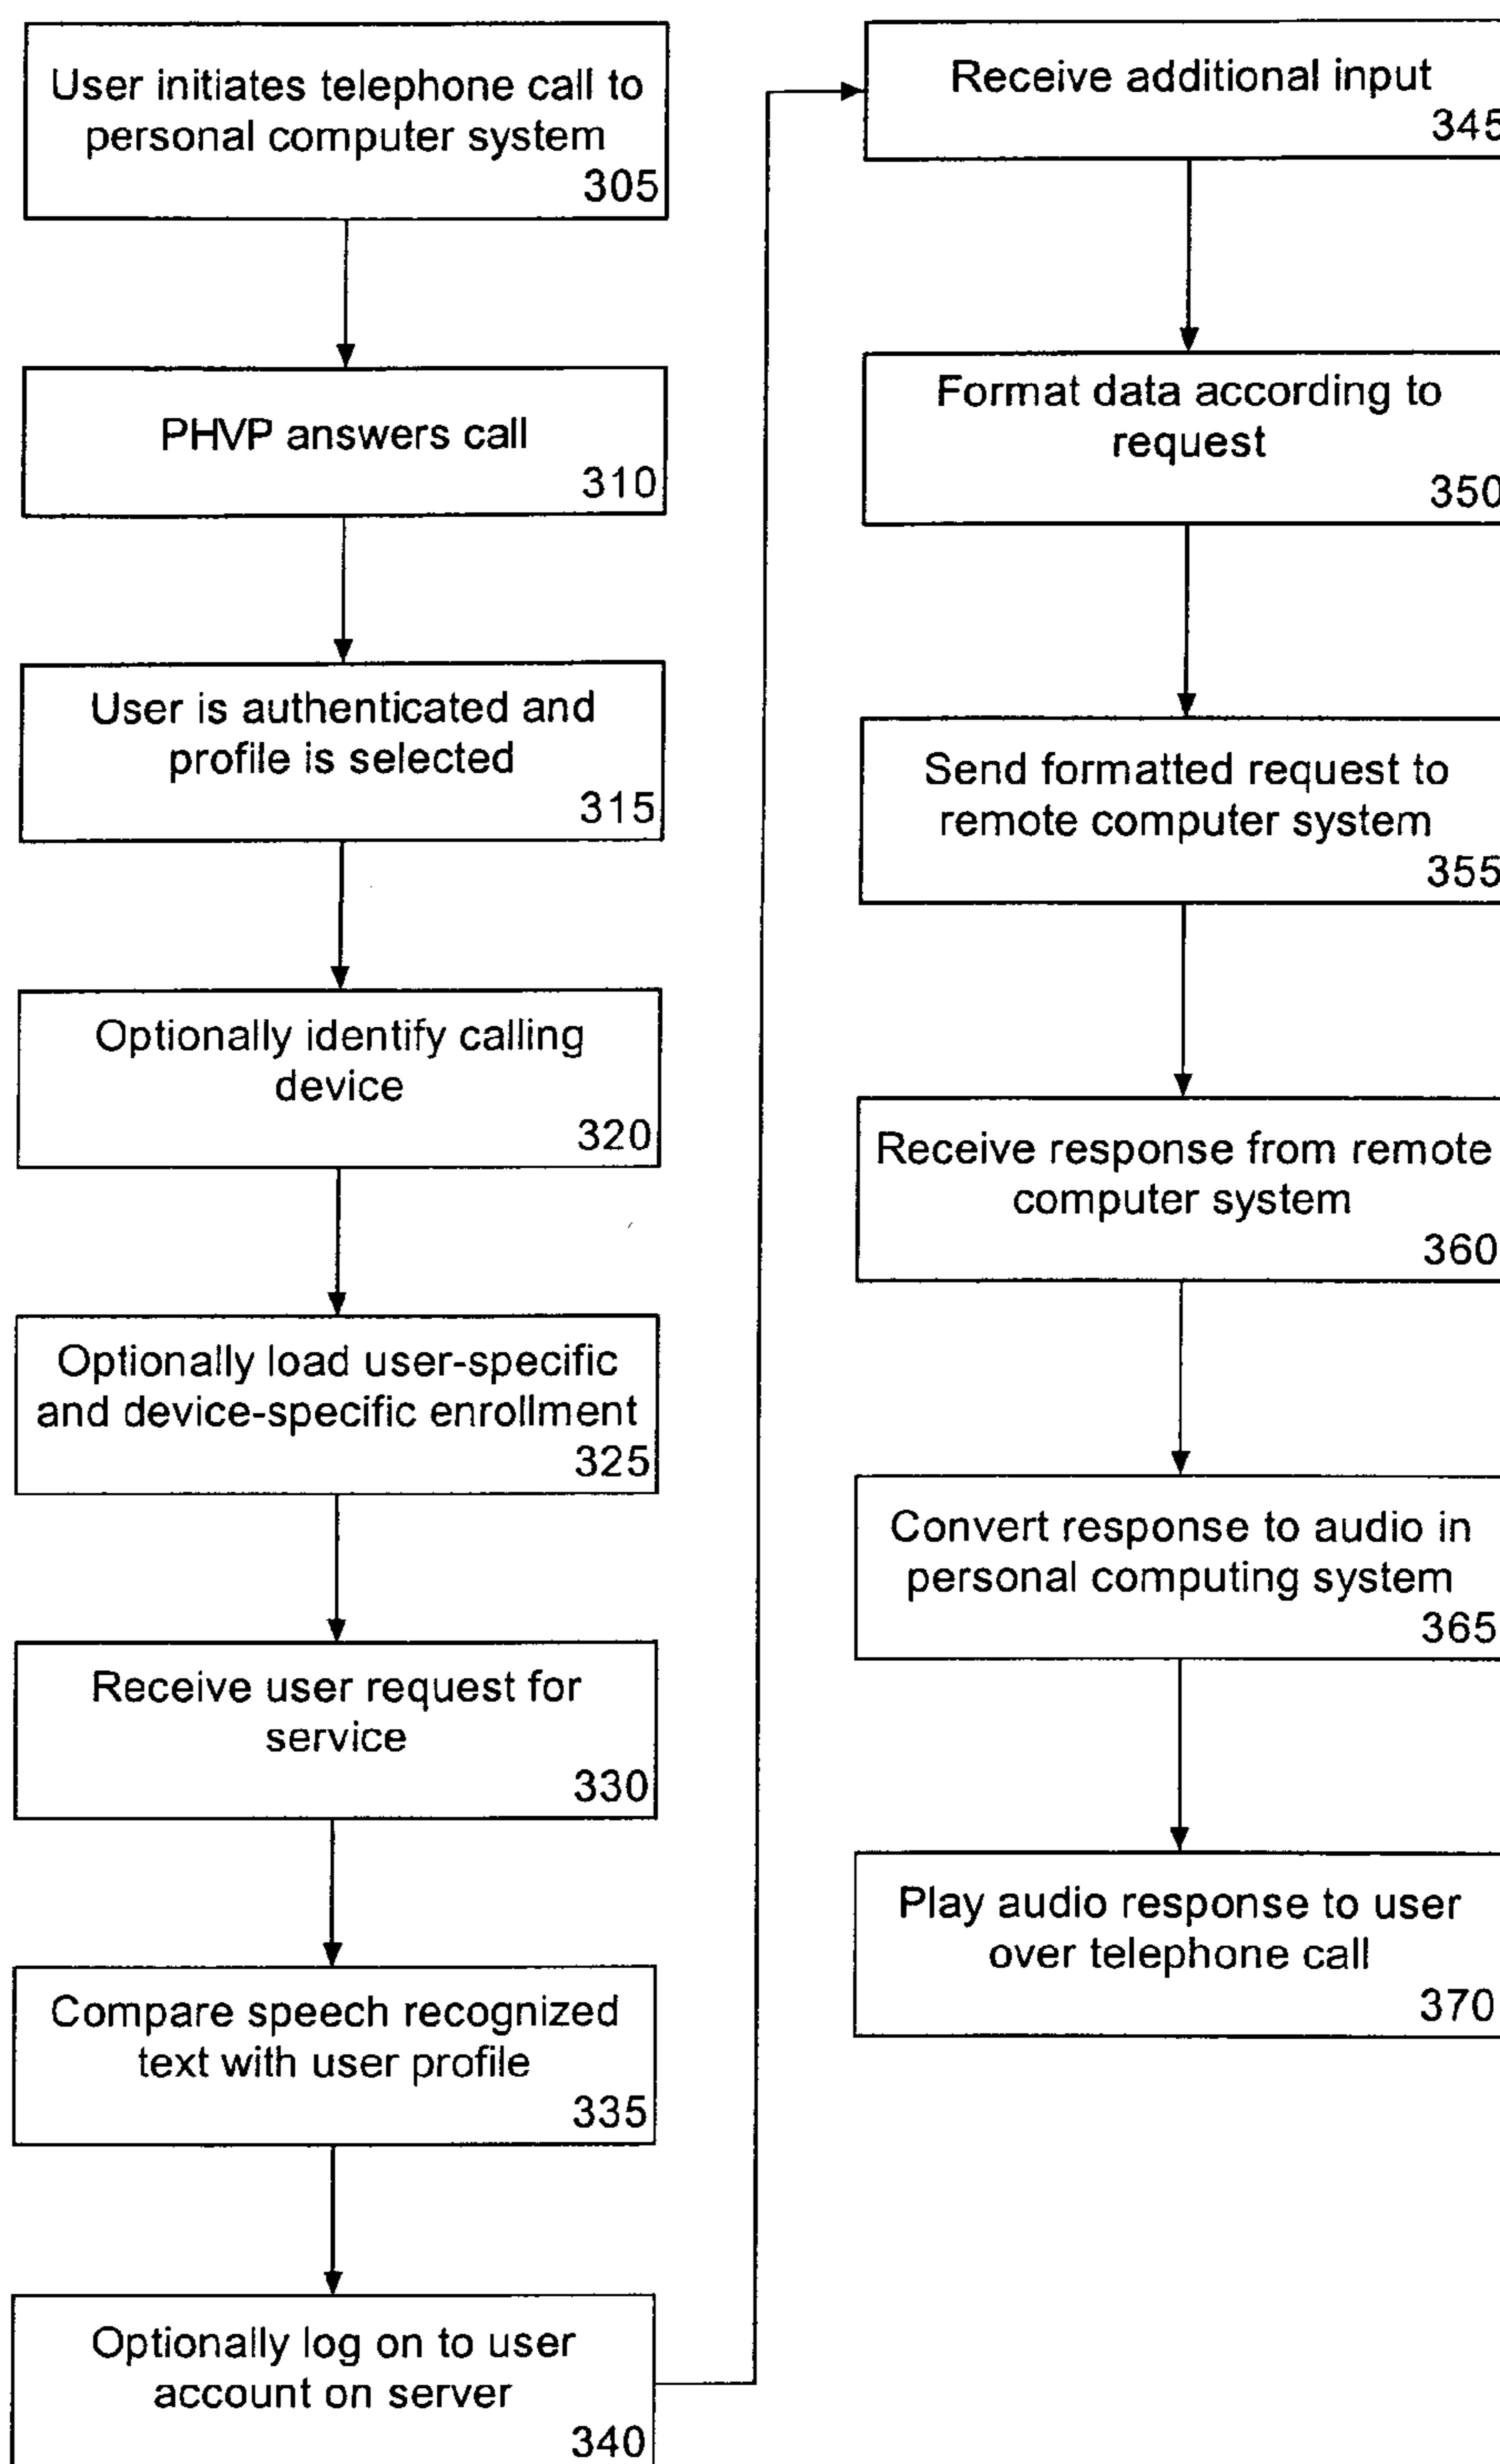 User initiates telephone call to
personal computer system
305
PHVP answers call
310
User is authenticated and
profile is selected
315
Optionally identify calling
device
320
Optionally load user-specific
and device-specific enrollment
325
Receive user request for
service
330
Compare speech recognized
text with user profile
335
Optionally log on to user
account on server
340
Receive additional input
345
Format data according to
request
350
Send formatted request to
remote computer system
355
Receive response from remote
computer system
360
Convert response to audio in
personal computing system
365
Play audio response to user
over telephone call
370